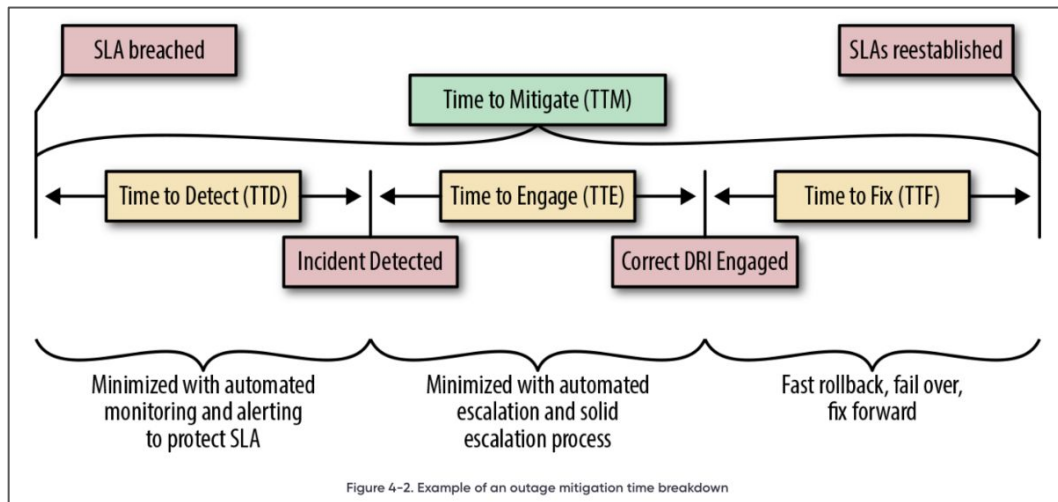 SLA breached
SLAs reestablished
Time to Mitigate (TTM)
Time to Detect (TTD)
Time to Engage (TTE)
Time to Fix (TTF)
Incident Detected
Correct DRI Engaged
Minimized with automated
monitoring and alerting
to protect SLA
Minimized with automated
escalation and solid
escalation process
Fast rollback, fail over,
fix forward
Figure 4-2. Example of an outage mitigation time breakdown